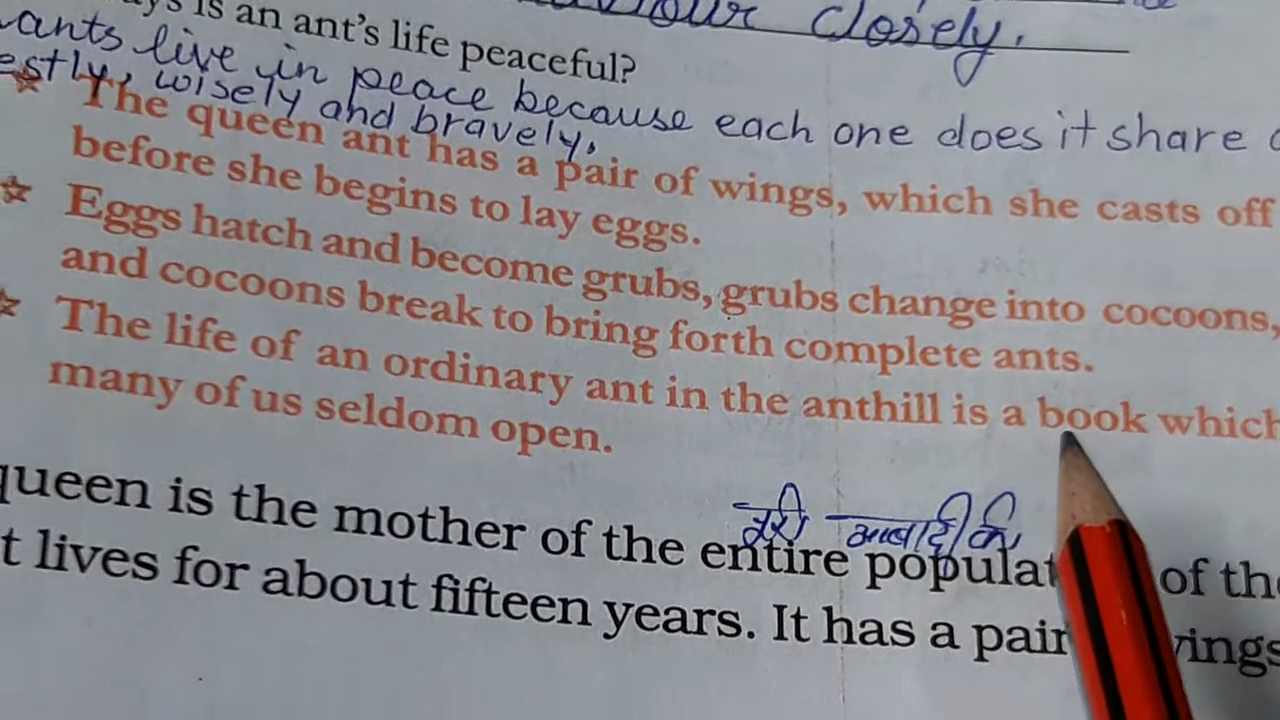 is an ant's life peaceful?
our closely.
ants live in peace because each one does it share
estly, wisely and bravely.
The queen ant has a pair of wings, which she casts off
before she begins to lay eggs.
Eggs hatch and become grubs, grubs change into cocoons,
and cocoons break to bring forth complete ants.
The life of an ordinary ant in the anthill is a book which
many of us seldom open.
आबादी की
queen is the mother of the entire populat of the
t lives for about fifteen years. It has a pair wings